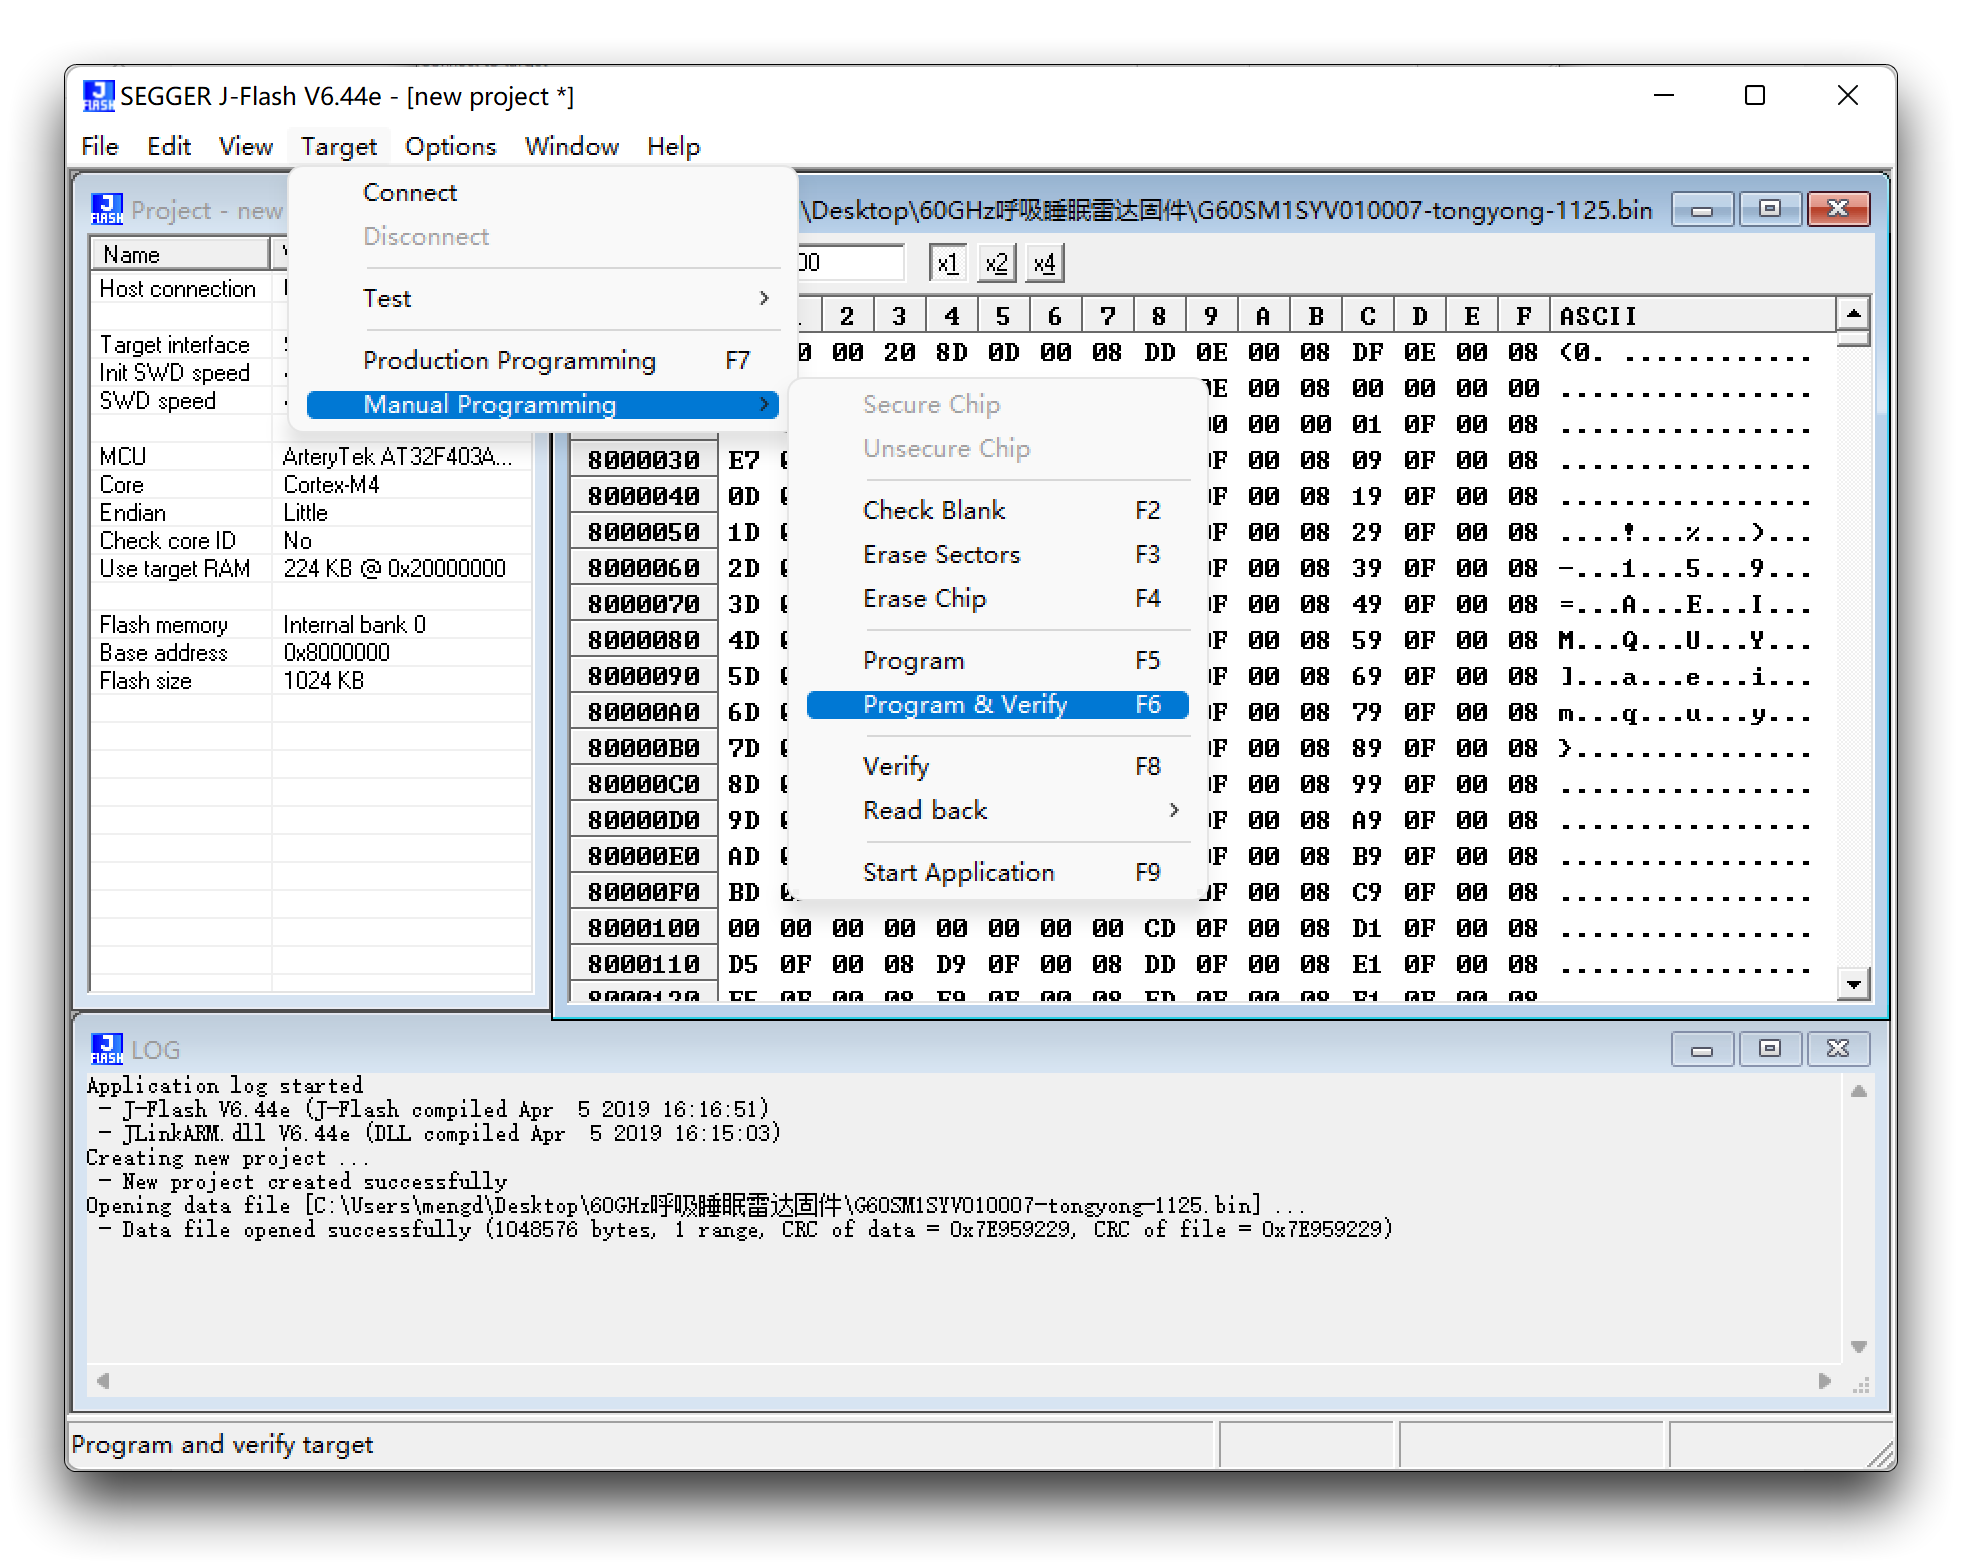 SEGGER J-Flash V6.44e - [new project *]
File Edit View Target Options Window Help
Project - new
\Desktop\60GHz呼吸睡眠雷达固件\G60SM1SYV010007-tongyong-1125.bin
Connect
Disconnect
Test
Production Programming F7
Manual Programming
Secure Chip
Unsecure Chip
Check Blank F2
Erase Sectors F3
Erase Chip F4
Program F5
Program & Verify F6
Verify F8
Read back
Start Application F9
Name
Host connection
Target interface
Init SWD speed
SWD speed
MCU ArteryTek AT32F403A...
Core Cortex-M4
Endian Little
Check core ID No
Use target RAM 224 KB @ 0x20000000
Flash memory Internal bank 0
Base address 0x8000000
Flash size 1024 KB
x1 x2 x4
2 3 4 5 6 7 8 9 A B C D E F ASCII
00 20 8D 0D 00 08 DD 0E 00 08 DF 0E 00 08 (0. ............
00 08 00 00 00 00 ................
00 00 01 0F 00 08 ................
8000030 E7 00 08 09 0F 00 08 ................
8000040 0D 00 08 19 0F 00 08 ................
8000050 1D 00 08 29 0F 00 08 ....!...%...)...
8000060 2D 00 08 39 0F 00 08 -...1...5...9...
8000070 3D 00 08 49 0F 00 08 =...A...E...I...
8000080 4D 00 08 59 0F 00 08 M...Q...U...Y...
8000090 5D 00 08 69 0F 00 08 ]...a...e...i...
80000A0 6D 00 08 79 0F 00 08 m...q...u...y...
80000B0 7D 00 08 89 0F 00 08 }...............
80000C0 8D 00 08 99 0F 00 08 ................
80000D0 9D 00 08 A9 0F 00 08 ................
80000E0 AD 00 08 B9 0F 00 08 ................
80000F0 BD 00 08 C9 0F 00 08 ................
8000100 00 00 00 00 00 00 00 00 CD 0F 00 08 D1 0F 00 08 ................
8000110 D5 0F 00 08 D9 0F 00 08 DD 0F 00 08 E1 0F 00 08 ................
LOG
Application log started
- J-Flash V6.44e (J-Flash compiled Apr 5 2019 16:16:51)
- JLinkARM.dll V6.44e (DLL compiled Apr 5 2019 16:15:03)
Creating new project ...
- New project created successfully
Opening data file [C:\Users\mengd\Desktop\60GHz呼吸睡眠雷达固件\G60SM1SYV010007-tongyong-1125.bin] ...
- Data file opened successfully (1048576 bytes, 1 range, CRC of data = 0x7E959229, CRC of file = 0x7E959229)
Program and verify target